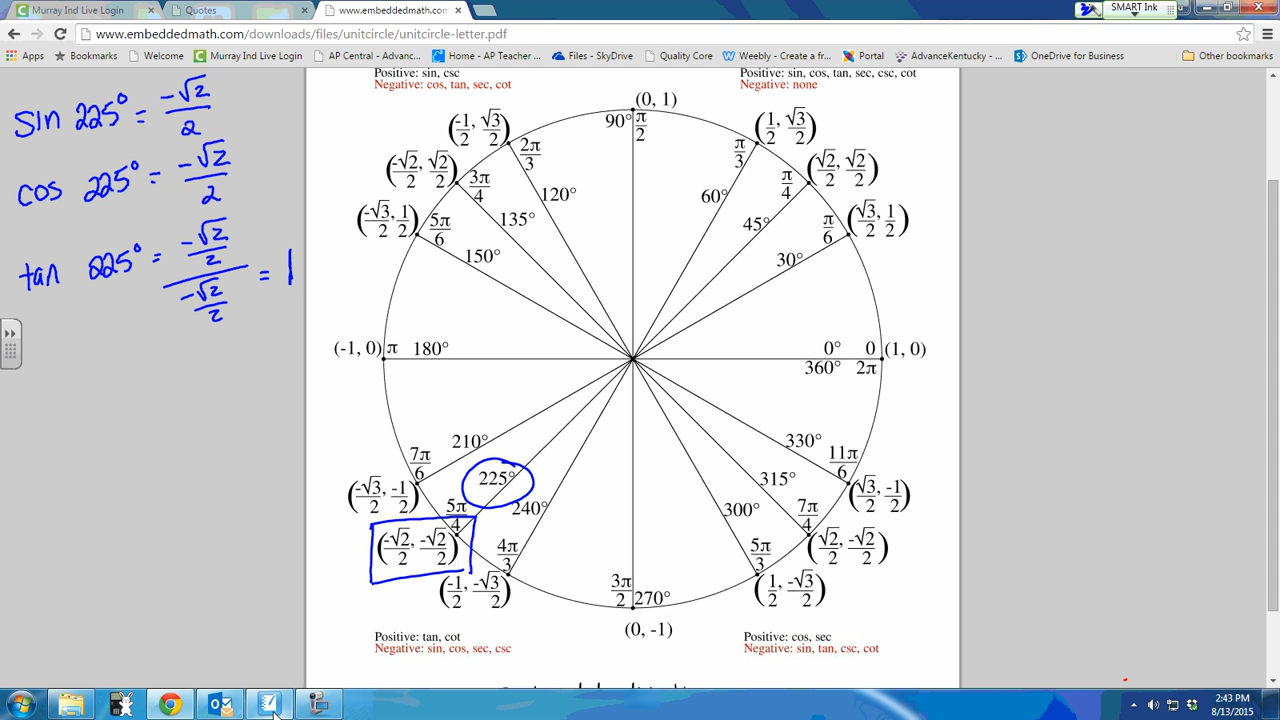 Murray Ind Live Login
Quotes
www.embeddedmath.com/
SMART Ink
www.embeddedmath.com/downloads/files/unitcircle/unitcircle-letter.pdf
Apps
Bookmarks
Welcome
Murray Ind Live Login
AP Central - Advanc...
Home - AP Teacher ...
Files - SkyDrive
Quality Core
Weebly - Create a fr...
Portal
AdvanceKentucky - ...
OneDrive for Business
Other bookmarks
sin 225° = -√2/2
cos 225° = -√2/2
tan 225° = -√2/2 / -√2/2 = 1
Positive: sin, csc
Negative: cos, tan, sec, cot
Positive: sin, cos, tan, sec, csc, cot
Negative: none
(0, 1)
90° π/2
(-1/2, √3/2) 2π/3 120°
(-√2/2, √2/2) 3π/4 135°
(-√3/2, 1/2) 5π/6 150°
60° π/3 (1/2, √3/2)
45° π/4 (√2/2, √2/2)
30° π/6 (√3/2, 1/2)
(-1, 0) π 180°
0° 0 (1, 0)
360° 2π
210° 7π/6 (-√3/2, -1/2)
225° 5π/4 (-√2/2, -√2/2)
240° 4π/3 (-1/2, -√3/2)
330° 11π/6 (√3/2, -1/2)
315° 7π/4 (√2/2, -√2/2)
300° 5π/3 (1/2, -√3/2)
3π/2 270°
(0, -1)
Positive: tan, cot
Negative: sin, cos, sec, csc
Positive: cos, sec
Negative: sin, tan, csc, cot
2:43 PM
8/13/2015